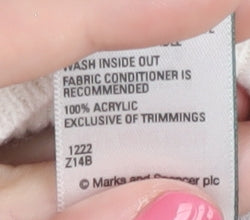 WASH INSIDE OUT
FABRIC CONDITIONER IS
RECOMMENDED
100% ACRYLIC
EXCLUSIVE OF TRIMMINGS
1222
Z14B
© Marks and Spencer plc